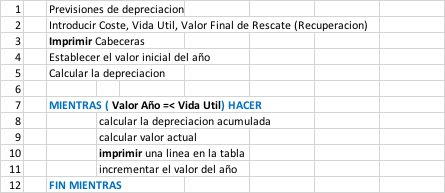 1 Previsiones de depreciacion
2 Introducir Coste, Vida Util, Valor Final de Rescate (Recuperacion)
3 Imprimir Cabeceras
4 Establecer el valor inicial del año
5 Calcular la depreciacion
6
7 MIENTRAS ( Valor Año =< Vida Util) HACER
8 calcular la depreciacion acumulada
9 calcular valor actual
10 imprimir una linea en la tabla
11 incrementar el valor del año
12 FIN MIENTRAS